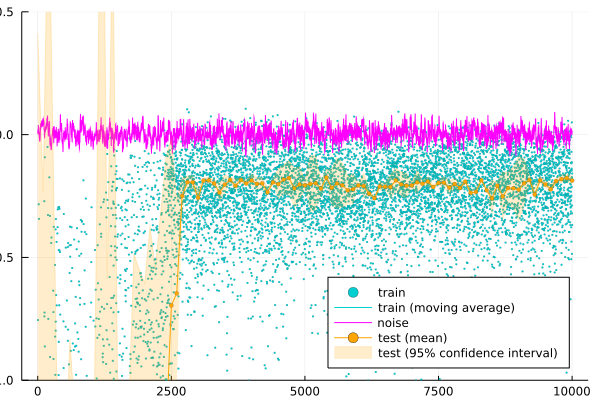 0.5
0.0
0.5
1.0
0
2500
5000
7500
10000
train
train (moving average)
noise
test (mean)
test (95% confidence interval)